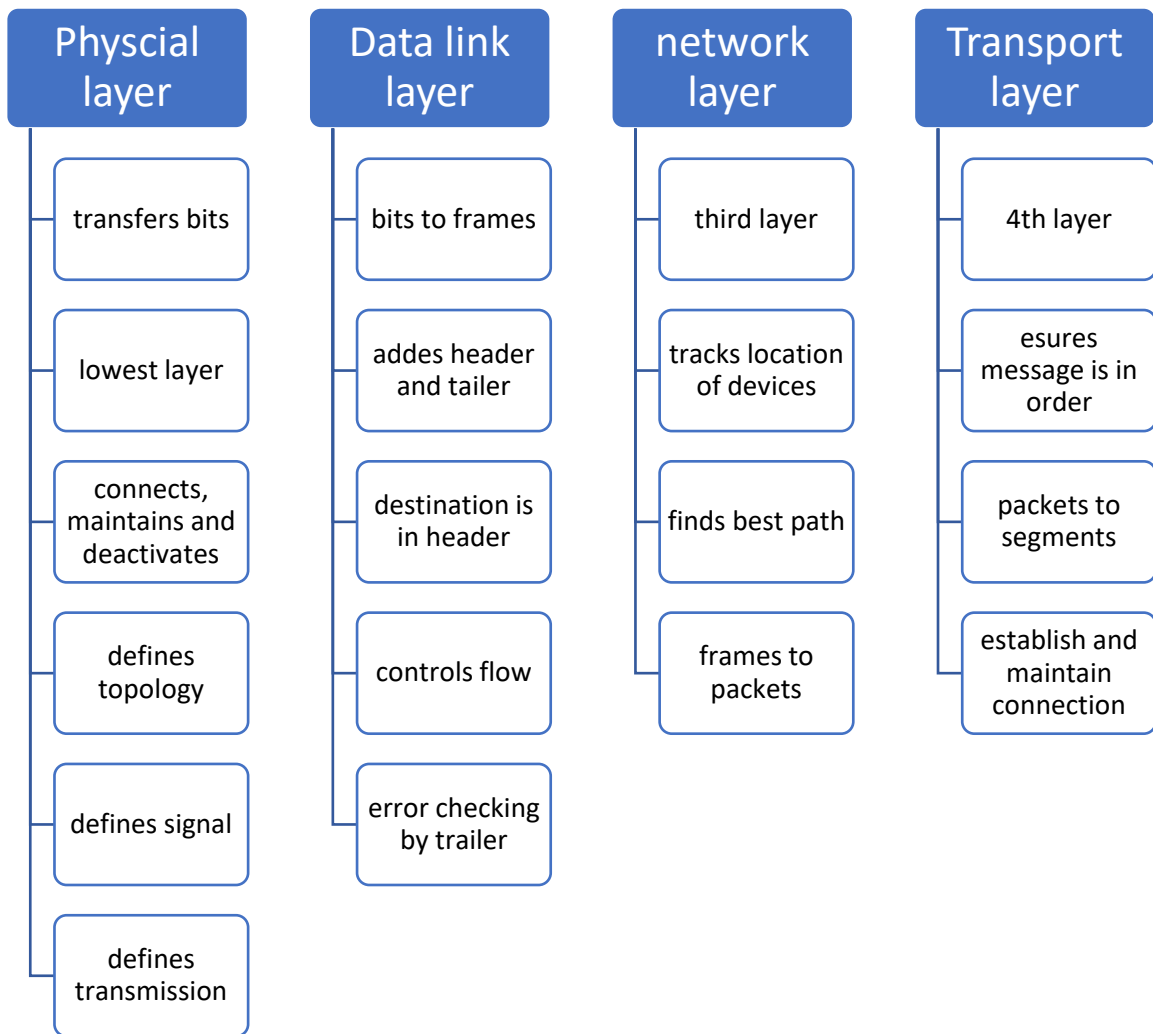 Physcial
layer
transfers bits
lowest layer
connects,
maintains and
deactivates
defines
topology
defines signal
defines
transmission
Data link
layer
bits to frames
addes header
and tailer
destination is
in header
controls flow
error checking
by trailer
network
layer
third layer
tracks location
of devices
finds best path
frames to
packets
Transport
layer
4th layer
esures
message is in
order
packets to
segments
establish and
maintain
connection